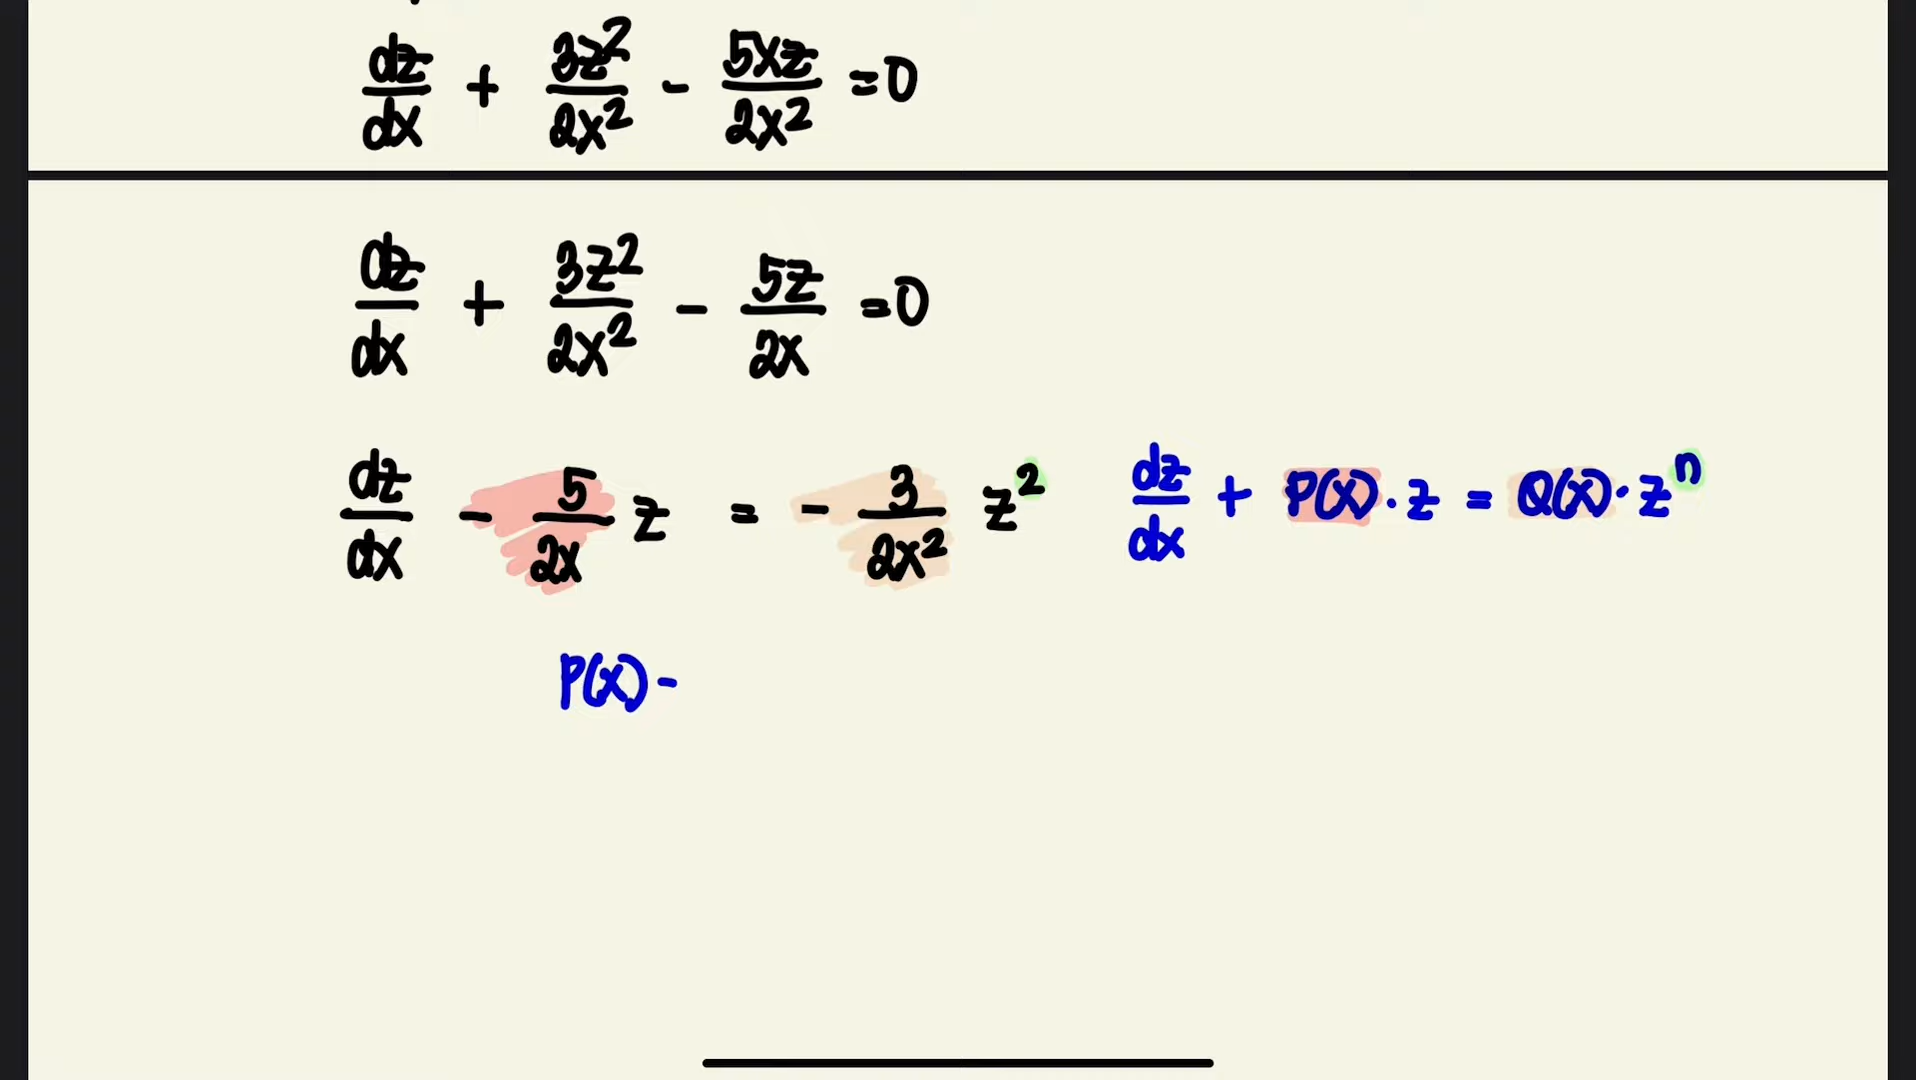 dz/dx + 3z²/2x² - 5xz/2x² = 0
dz/dx + 3z²/2x² - 5z/2x = 0
dz/dx - 5/2x z = - 3/2x² z² dz/dx + P(x) · z = Q(x) · zⁿ
P(x) -